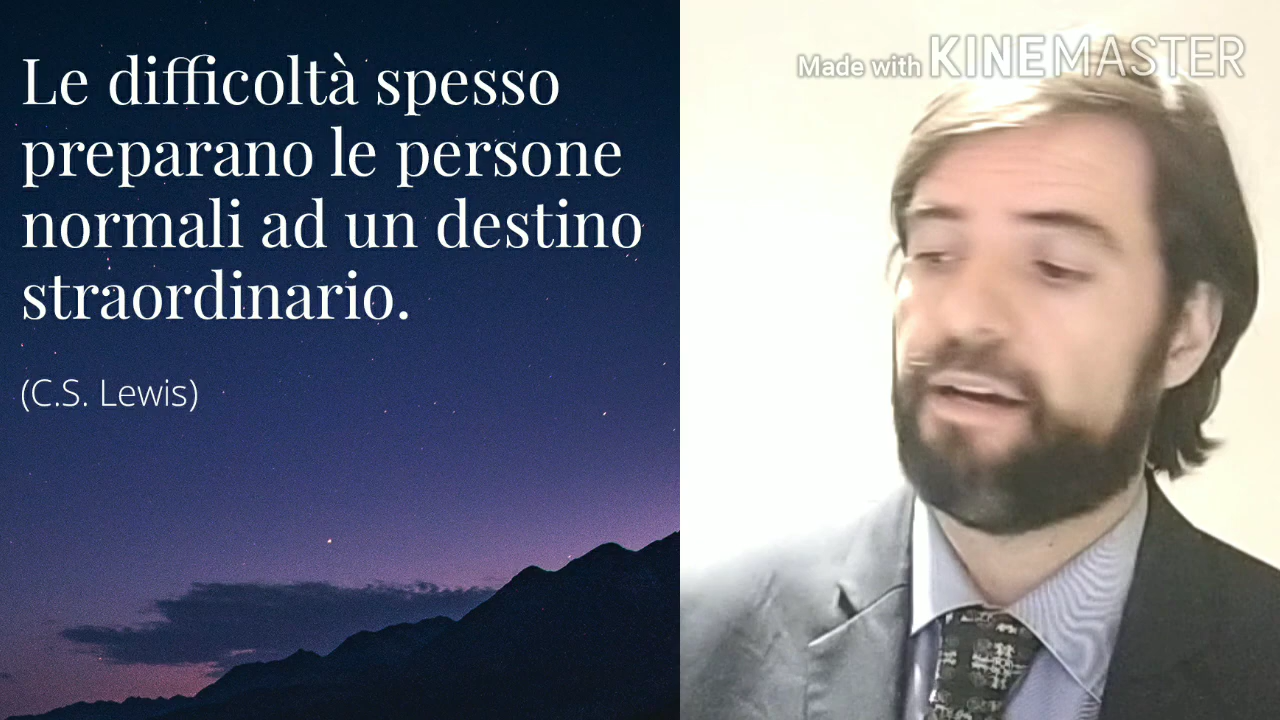 Le difficoltà spesso
preparano le persone
normali ad un destino
straordinario.
(C.S. Lewis)
Made with KINEMASTER